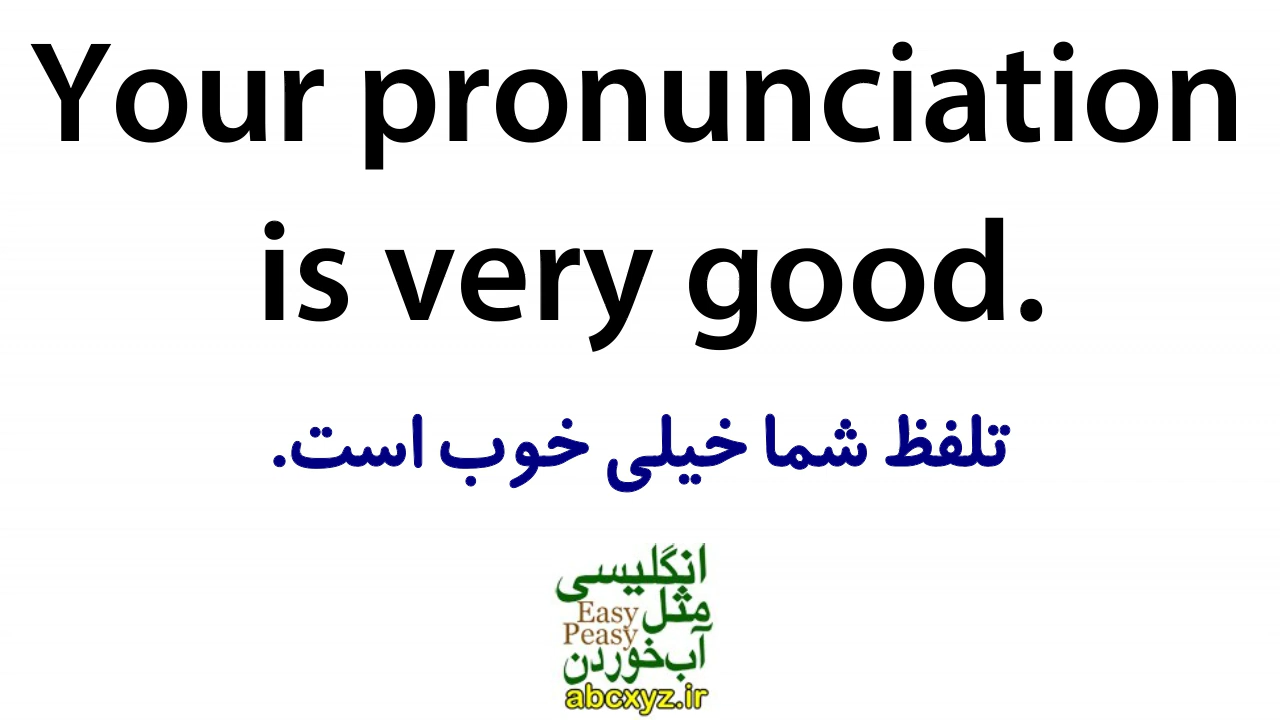 Your pronunciation
is very good.
تلفظ شما خیلی خوب است.
انگلیسی
مثل Easy
Peasy
آب خوردن
abcxyz.ir